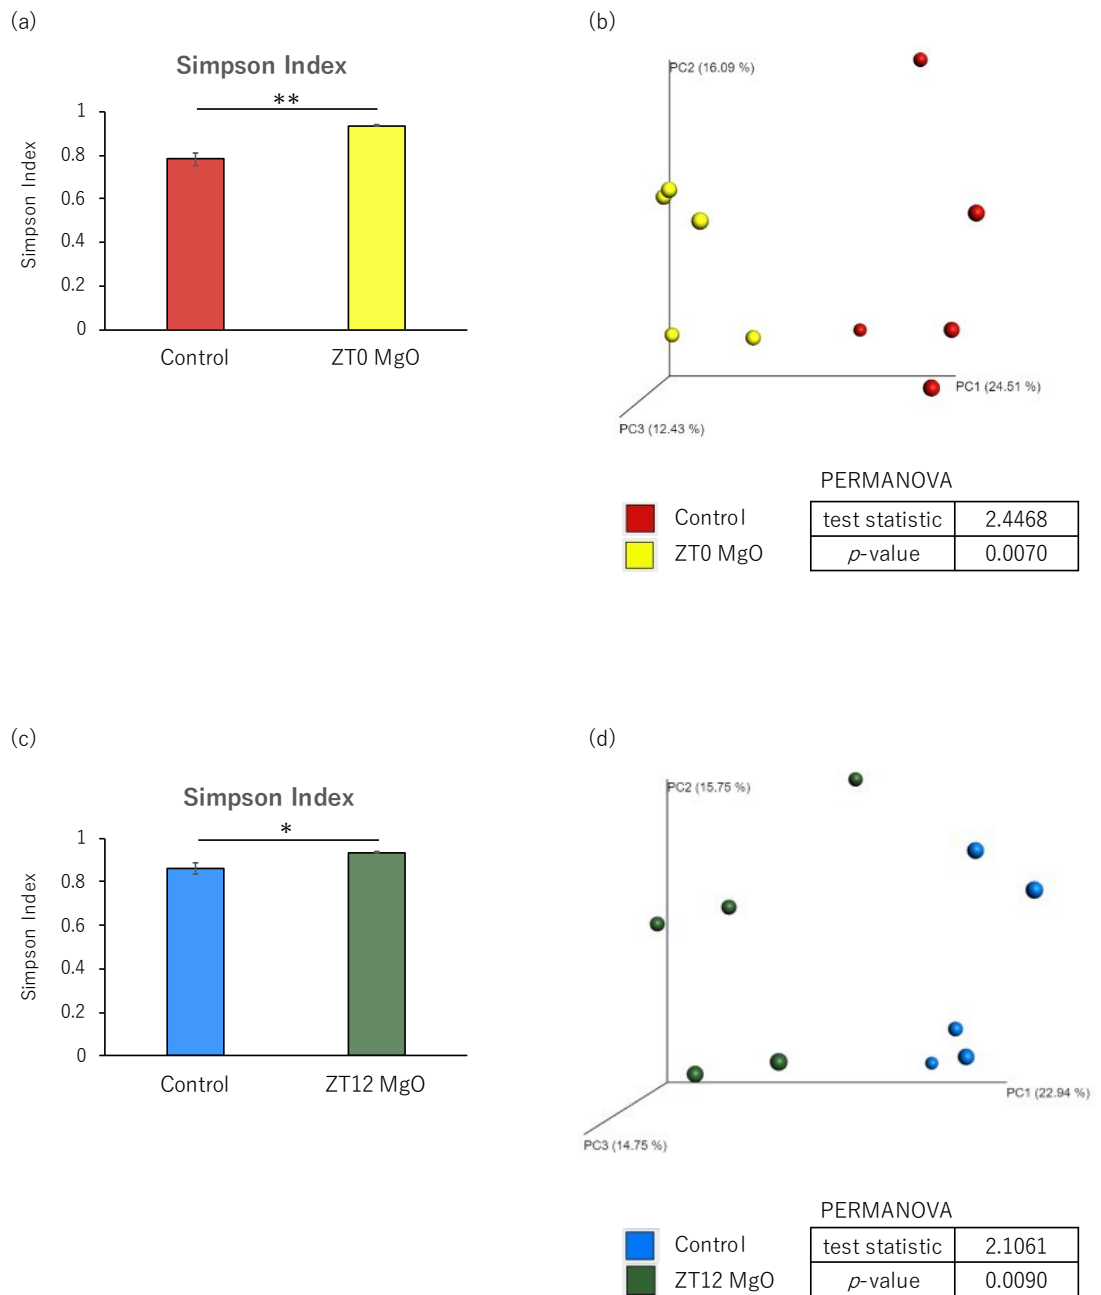 (a)
Simpson Index
**
Simpson Index
1
0.8
0.6
0.4
0.2
0
Control
ZT0 MgO
(b)
PC2 (16.09 %)
PC1 (24.51 %)
PC3 (12.43 %)
PERMANOVA
Control
ZT0 MgO
test statistic 2.4468
p-value 0.0070
(c)
Simpson Index
*
Simpson Index
1
0.8
0.6
0.4
0.2
0
Control
ZT12 MgO
(d)
PC2 (15.75 %)
PC1 (22.94 %)
PC3 (14.75 %)
PERMANOVA
Control
ZT12 MgO
test statistic 2.1061
p-value 0.0090